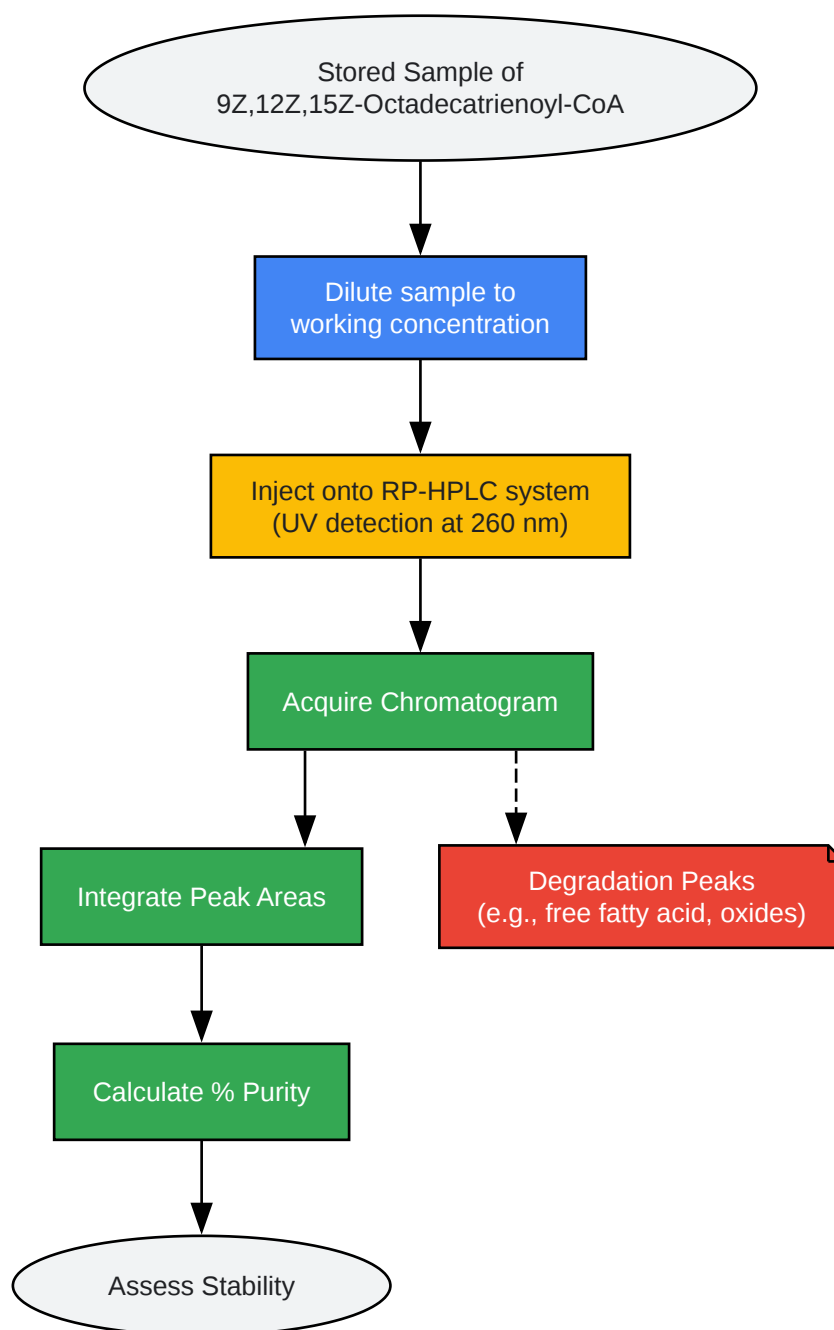 Stored Sample of
9Z,12Z,15Z-Octadecatrienoyl-CoA
Dilute sample to
working concentration
Inject onto RP-HPLC system
(UV detection at 260 nm)
Acquire Chromatogram
Integrate Peak Areas
Degradation Peaks
(e.g., free fatty acid, oxides)
Calculate % Purity
Assess Stability